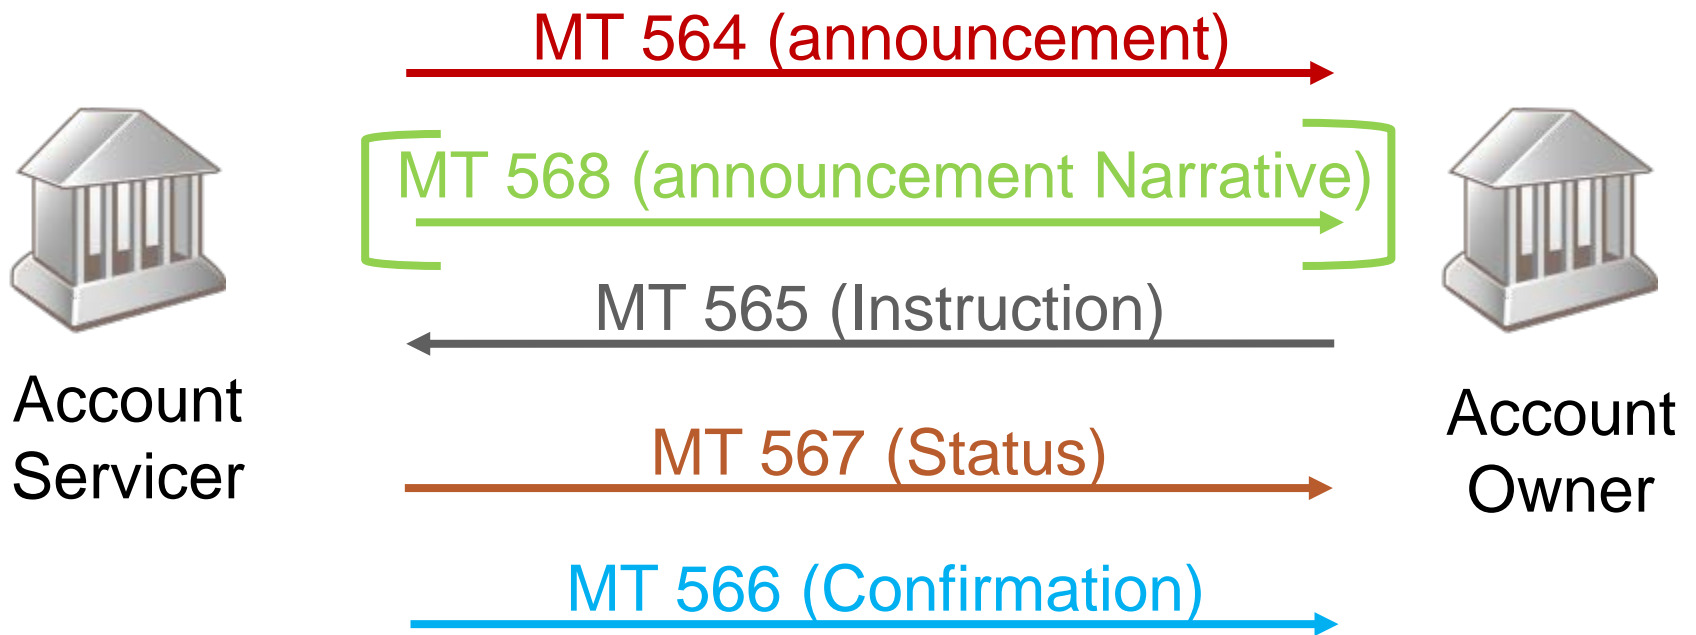 MT 564 (announcement)
MT 568 (announcement Narrative)
MT 565 (Instruction)
Account
Servicer
Account
Owner
MT 567 (Status)
MT 566 (Confirmation)